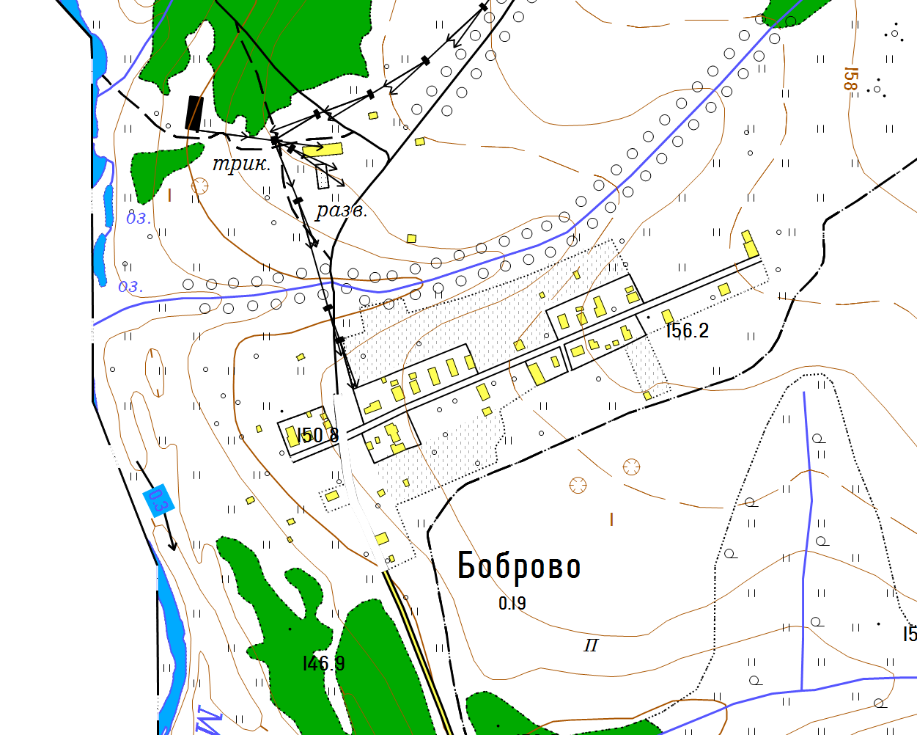 158
трик.
разв.
оз.
оз.
156.2
150.8
0.3
Боброво
0.19
П
146.9
М